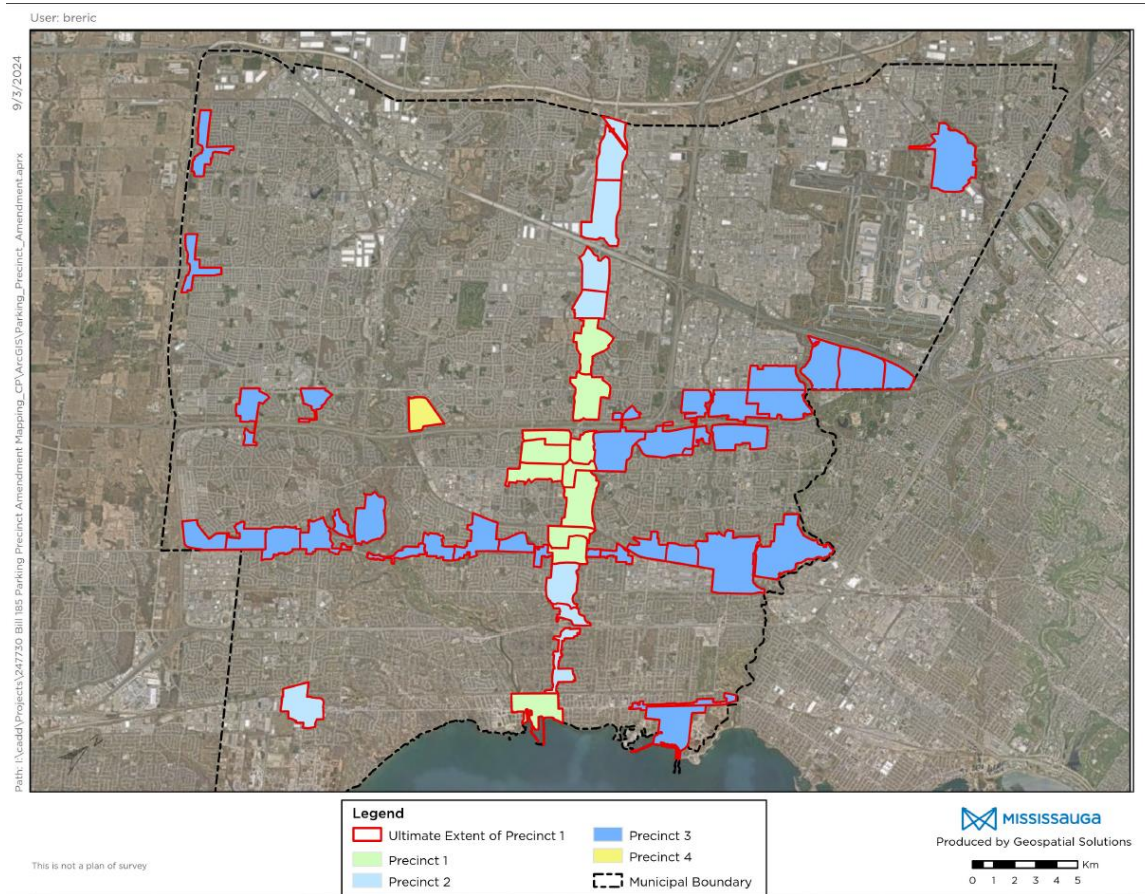 User: breric
9/3/2024
Path: I:\cadd\Projects\247730 Bill 185 Parking Precinct Amendment Mapping_CP\ArcGIS\Parking_Precinct_Amendment.aprx
Legend
Ultimate Extent of Precinct 1
Precinct 1
Precinct 2
Precinct 3
Precinct 4
Municipal Boundary
This is not a plan of survey
MISSISSAUGA
Produced by Geospatial Solutions
Km
0 1 2 3 4 5